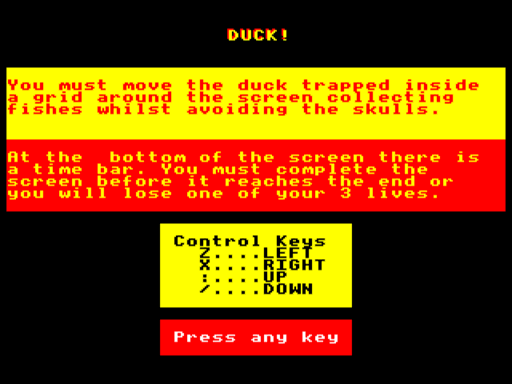 DUCK!
You must move the duck trapped inside
a grid around the screen collecting
fishes whilst avoiding the skulls.
At the  bottom of the screen there is
a time bar. You must complete the
screen before it reaches the end or
you will lose one of your 3 lives.
Control Keys
Z....LEFT
X....RIGHT
:....UP
/....DOWN
Press any key